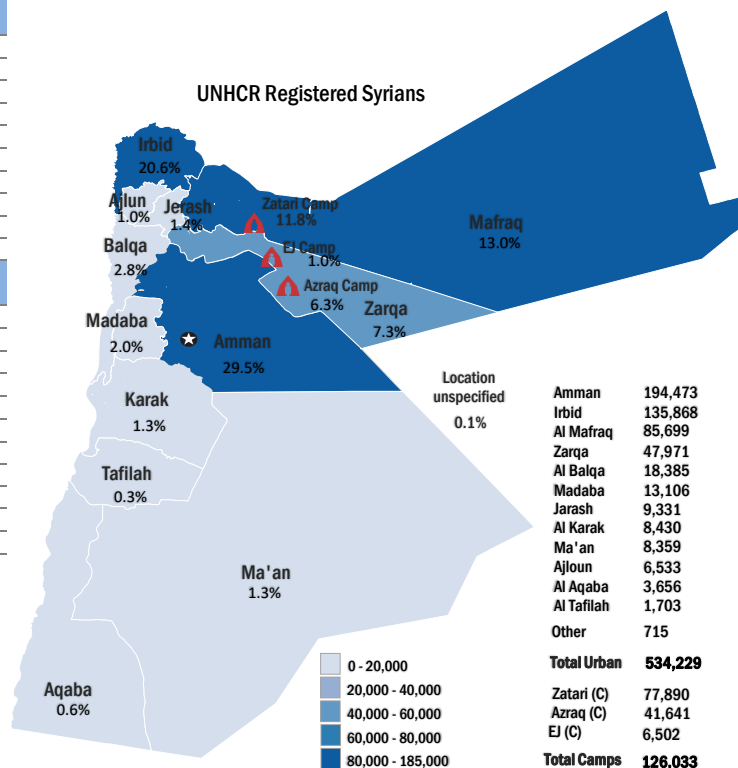 UNHCR Registered Syrians
Irbid
20.6%
Ajlun
1.0%
Jerash
1.4%
Zatari Camp
11.8%
Mafraq
13.0%
Balqa
2.8%
EJ Camp
1.0%
Azraq Camp
6.3%
Zarqa
7.3%
Madaba
2.0%
Amman
29.5%
Karak
1.3%
Location
unspecified
0.1%
Tafilah
0.3%
Ma'an
1.3%
Aqaba
0.6%
0 - 20,000
20,000 - 40,000
40,000 - 60,000
60,000 - 80,000
80,000 - 185,000
Amman 194,473
Irbid 135,868
Al Mafraq 85,699
Zarqa 47,971
Al Balqa 18,385
Madaba 13,106
Jarash 9,331
Al Karak 8,430
Ma'an 8,359
Ajloun 6,533
Al Aqaba 3,656
Al Tafilah 1,703
Other 715
Total Urban 534,229
Zatari (C) 77,890
Azraq (C) 41,641
EJ (C) 6,502
Total Camps 126,033